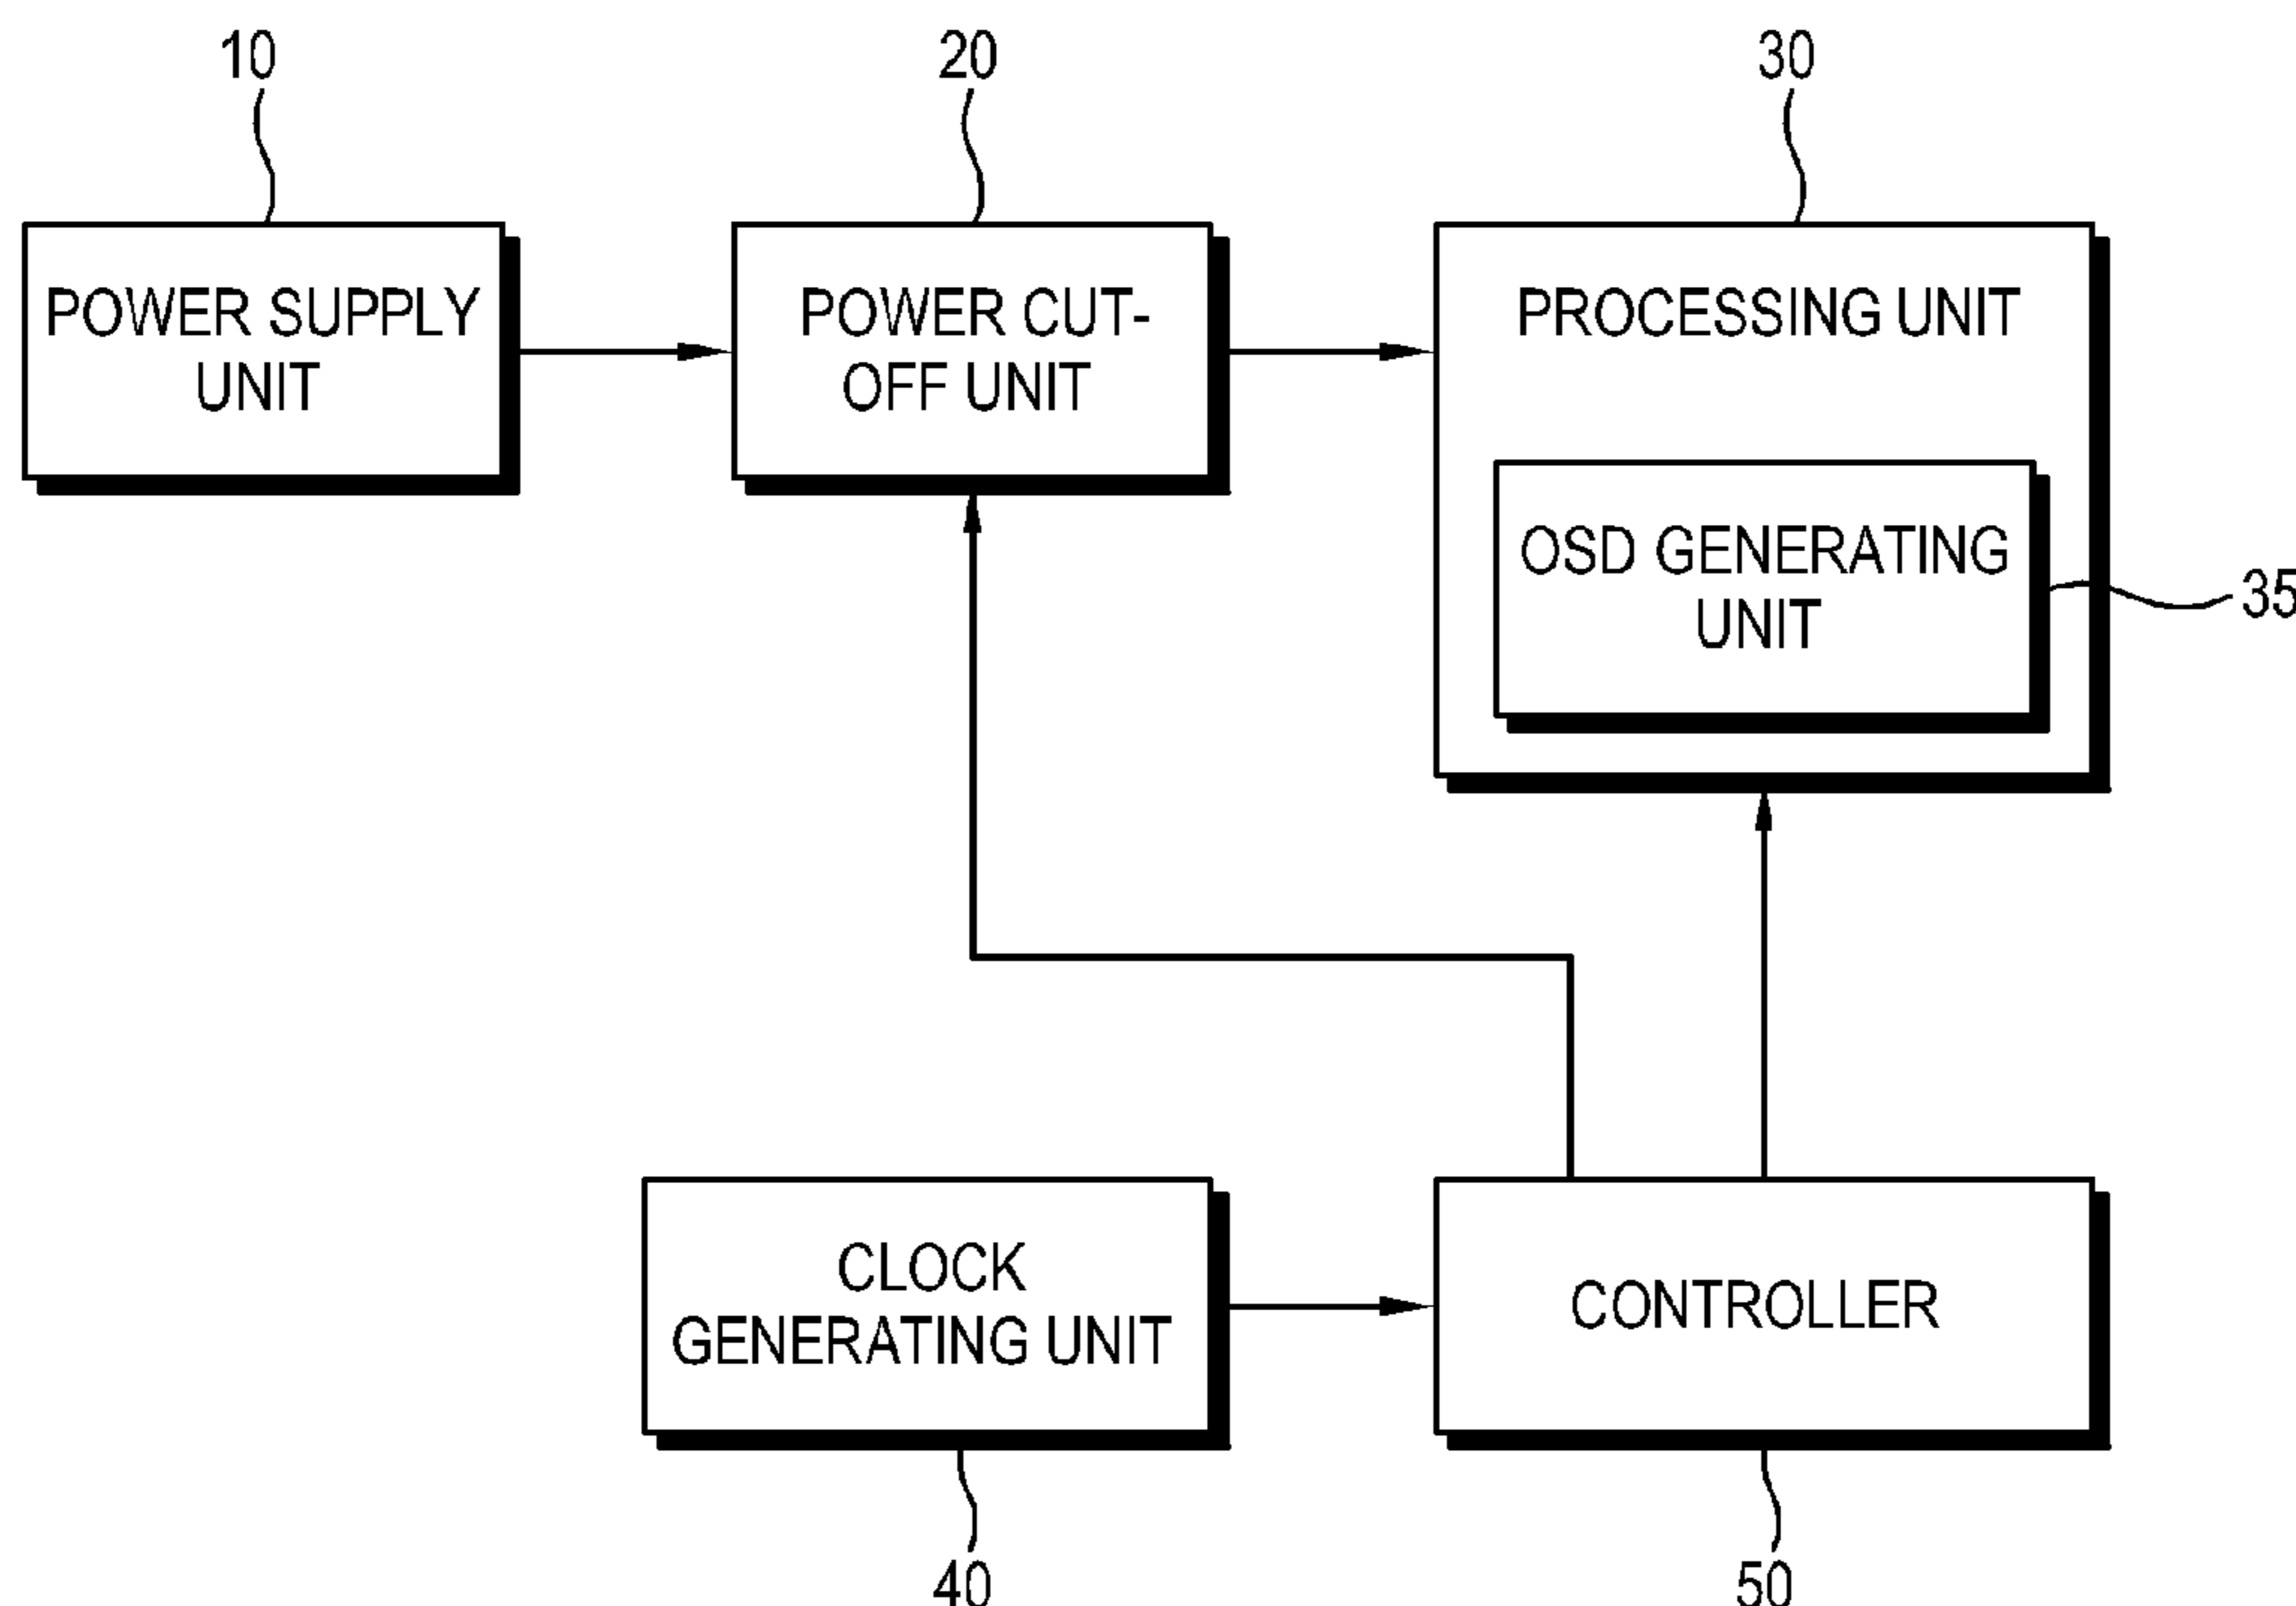 10
20
30
POWER SUPPLY
UNIT
POWER CUT-
OFF UNIT
PROCESSING UNIT
OSD GENERATING
UNIT
35
CLOCK
GENERATING UNIT
CONTROLLER
40
50